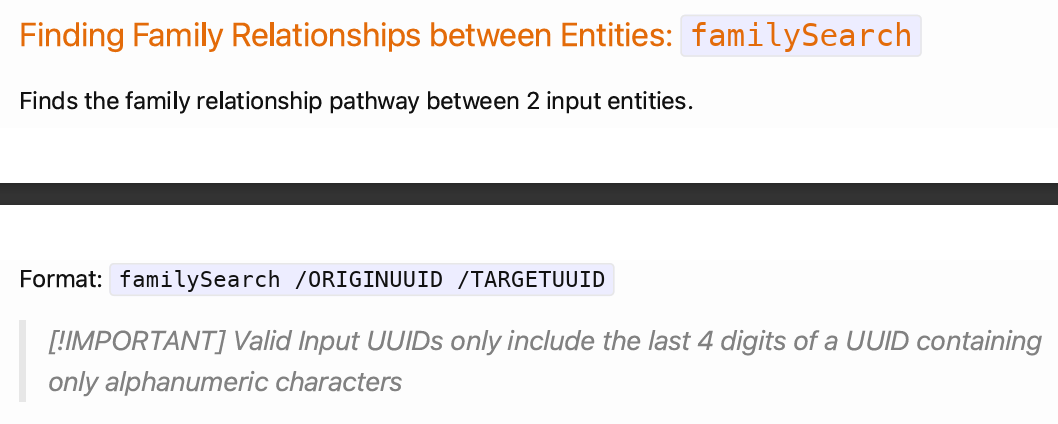 Finding Family Relationships between Entities: familySearch
Finds the family relationship pathway between 2 input entities.
Format: familySearch /ORIGINUUID /TARGETUUID
[!IMPORTANT] Valid Input UUIDs only include the last 4 digits of a UUID containing
only alphanumeric characters